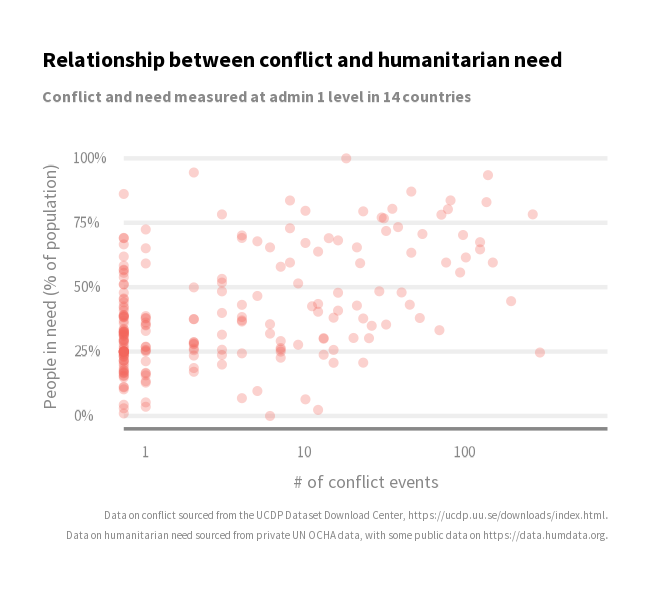 Relationship between conflict and humanitarian need
Conflict and need measured at admin 1 level in 14 countries
People in need (% of population)
100%
75%
50%
25%
0%
1 10 100
# of conflict events
Data on conflict sourced from the UCDP Dataset Download Center, https://ucdp.uu.se/downloads/index.html.
Data on humanitarian need sourced from private UN OCHA data, with some public data on https://data.humdata.org.